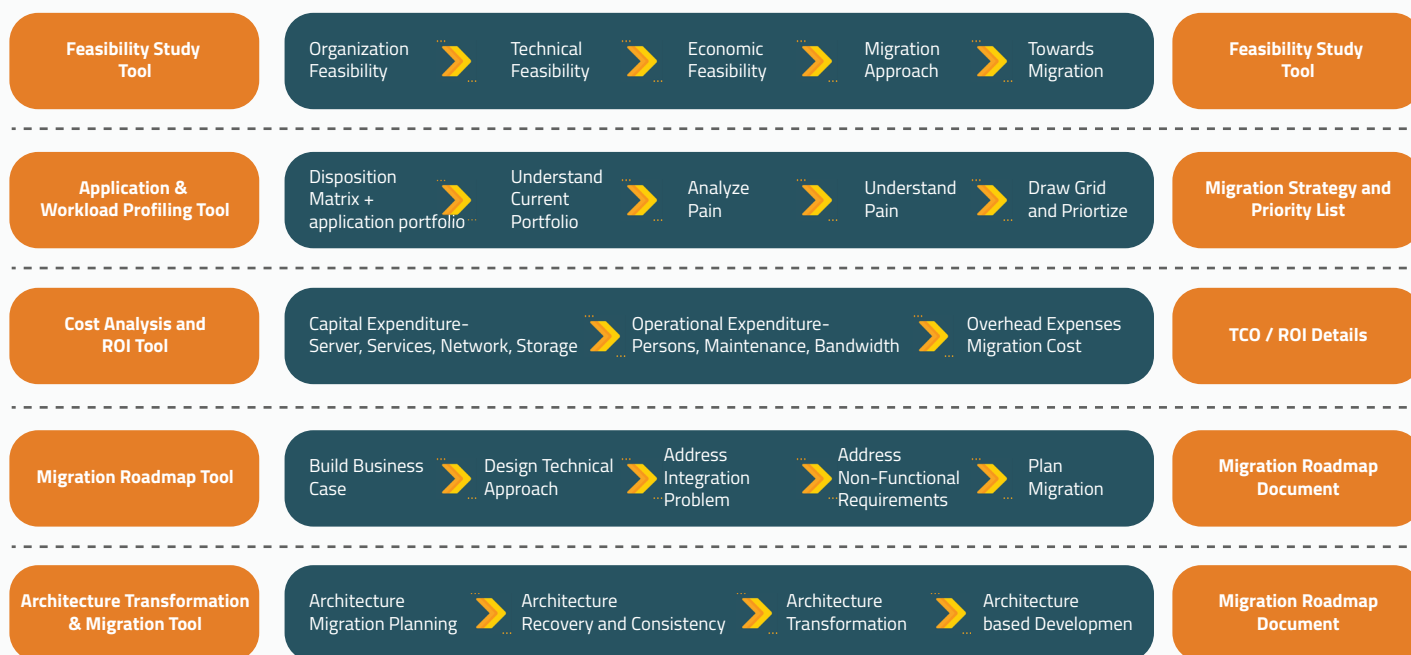 Feasibility Study
Tool
Organization
Feasibility
Technical
Feasibility
Economic
Feasibility
Migration
Approach
Towards
Migration
Feasibility Study
Tool
Application &
Workload Profiling Tool
Disposition
Matrix +
application portfolio
Understand
Current
Portfolio
Analyze
Pain
Understand
Pain
Draw Grid
and Priortize
Migration Strategy and
Priority List
Cost Analysis and
ROI Tool
Capital Expenditure-
Server, Services, Network, Storage
Operational Expenditure-
Persons, Maintenance, Bandwidth
Overhead Expenses
Migration Cost
TCO / ROI Details
Migration Roadmap Tool
Build Business
Case
Design Technical
Approach
Address
Integration
Problem
Address
Non-Functional
Requirements
Plan
Migration
Migration Roadmap
Document
Architecture Transformation
& Migration Tool
Architecture
Migration Planning
Architecture
Recovery and Consistency
Architecture
Transformation
Architecture
based Developmen
Migration Roadmap
Document